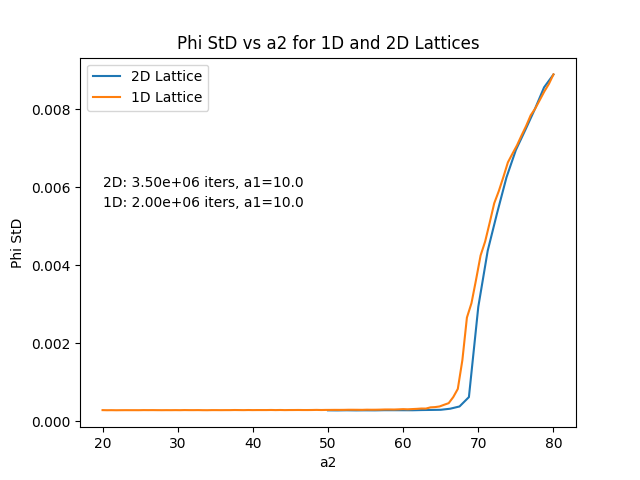 Phi StD vs a2 for 1D and 2D Lattices
2D Lattice
1D Lattice
2D: 3.50e+06 iters, a1=10.0
1D: 2.00e+06 iters, a1=10.0
Phi StD
0.008
0.006
0.004
0.002
0.000
20 30 40 50 60 70 80
a2